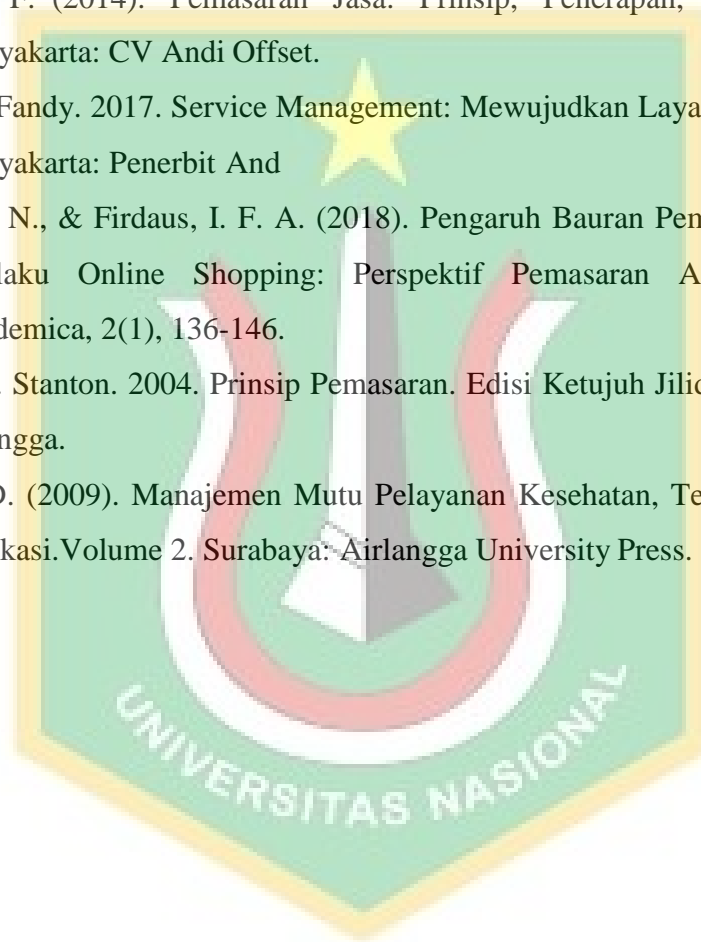 F. (2014). Pemasaran Jasa: Prinsip, Penerapan,
yakarta: CV Andi Offset.
Fandy. 2017. Service Management: Mewujudkan Laya
yakarta: Penerbit And
N., & Firdaus, I. F. A. (2018). Pengaruh Bauran Pem
laku Online Shopping: Perspektif Pemasaran A
demica, 2(1), 136-146.
. Stanton. 2004. Prinsip Pemasaran. Edisi Ketujuh Jilid
ngga.
D. (2009). Manajemen Mutu Pelayanan Kesehatan, Te
kasi.Volume 2. Surabaya: Airlangga University Press.
UNIVERSITAS NASIONAL